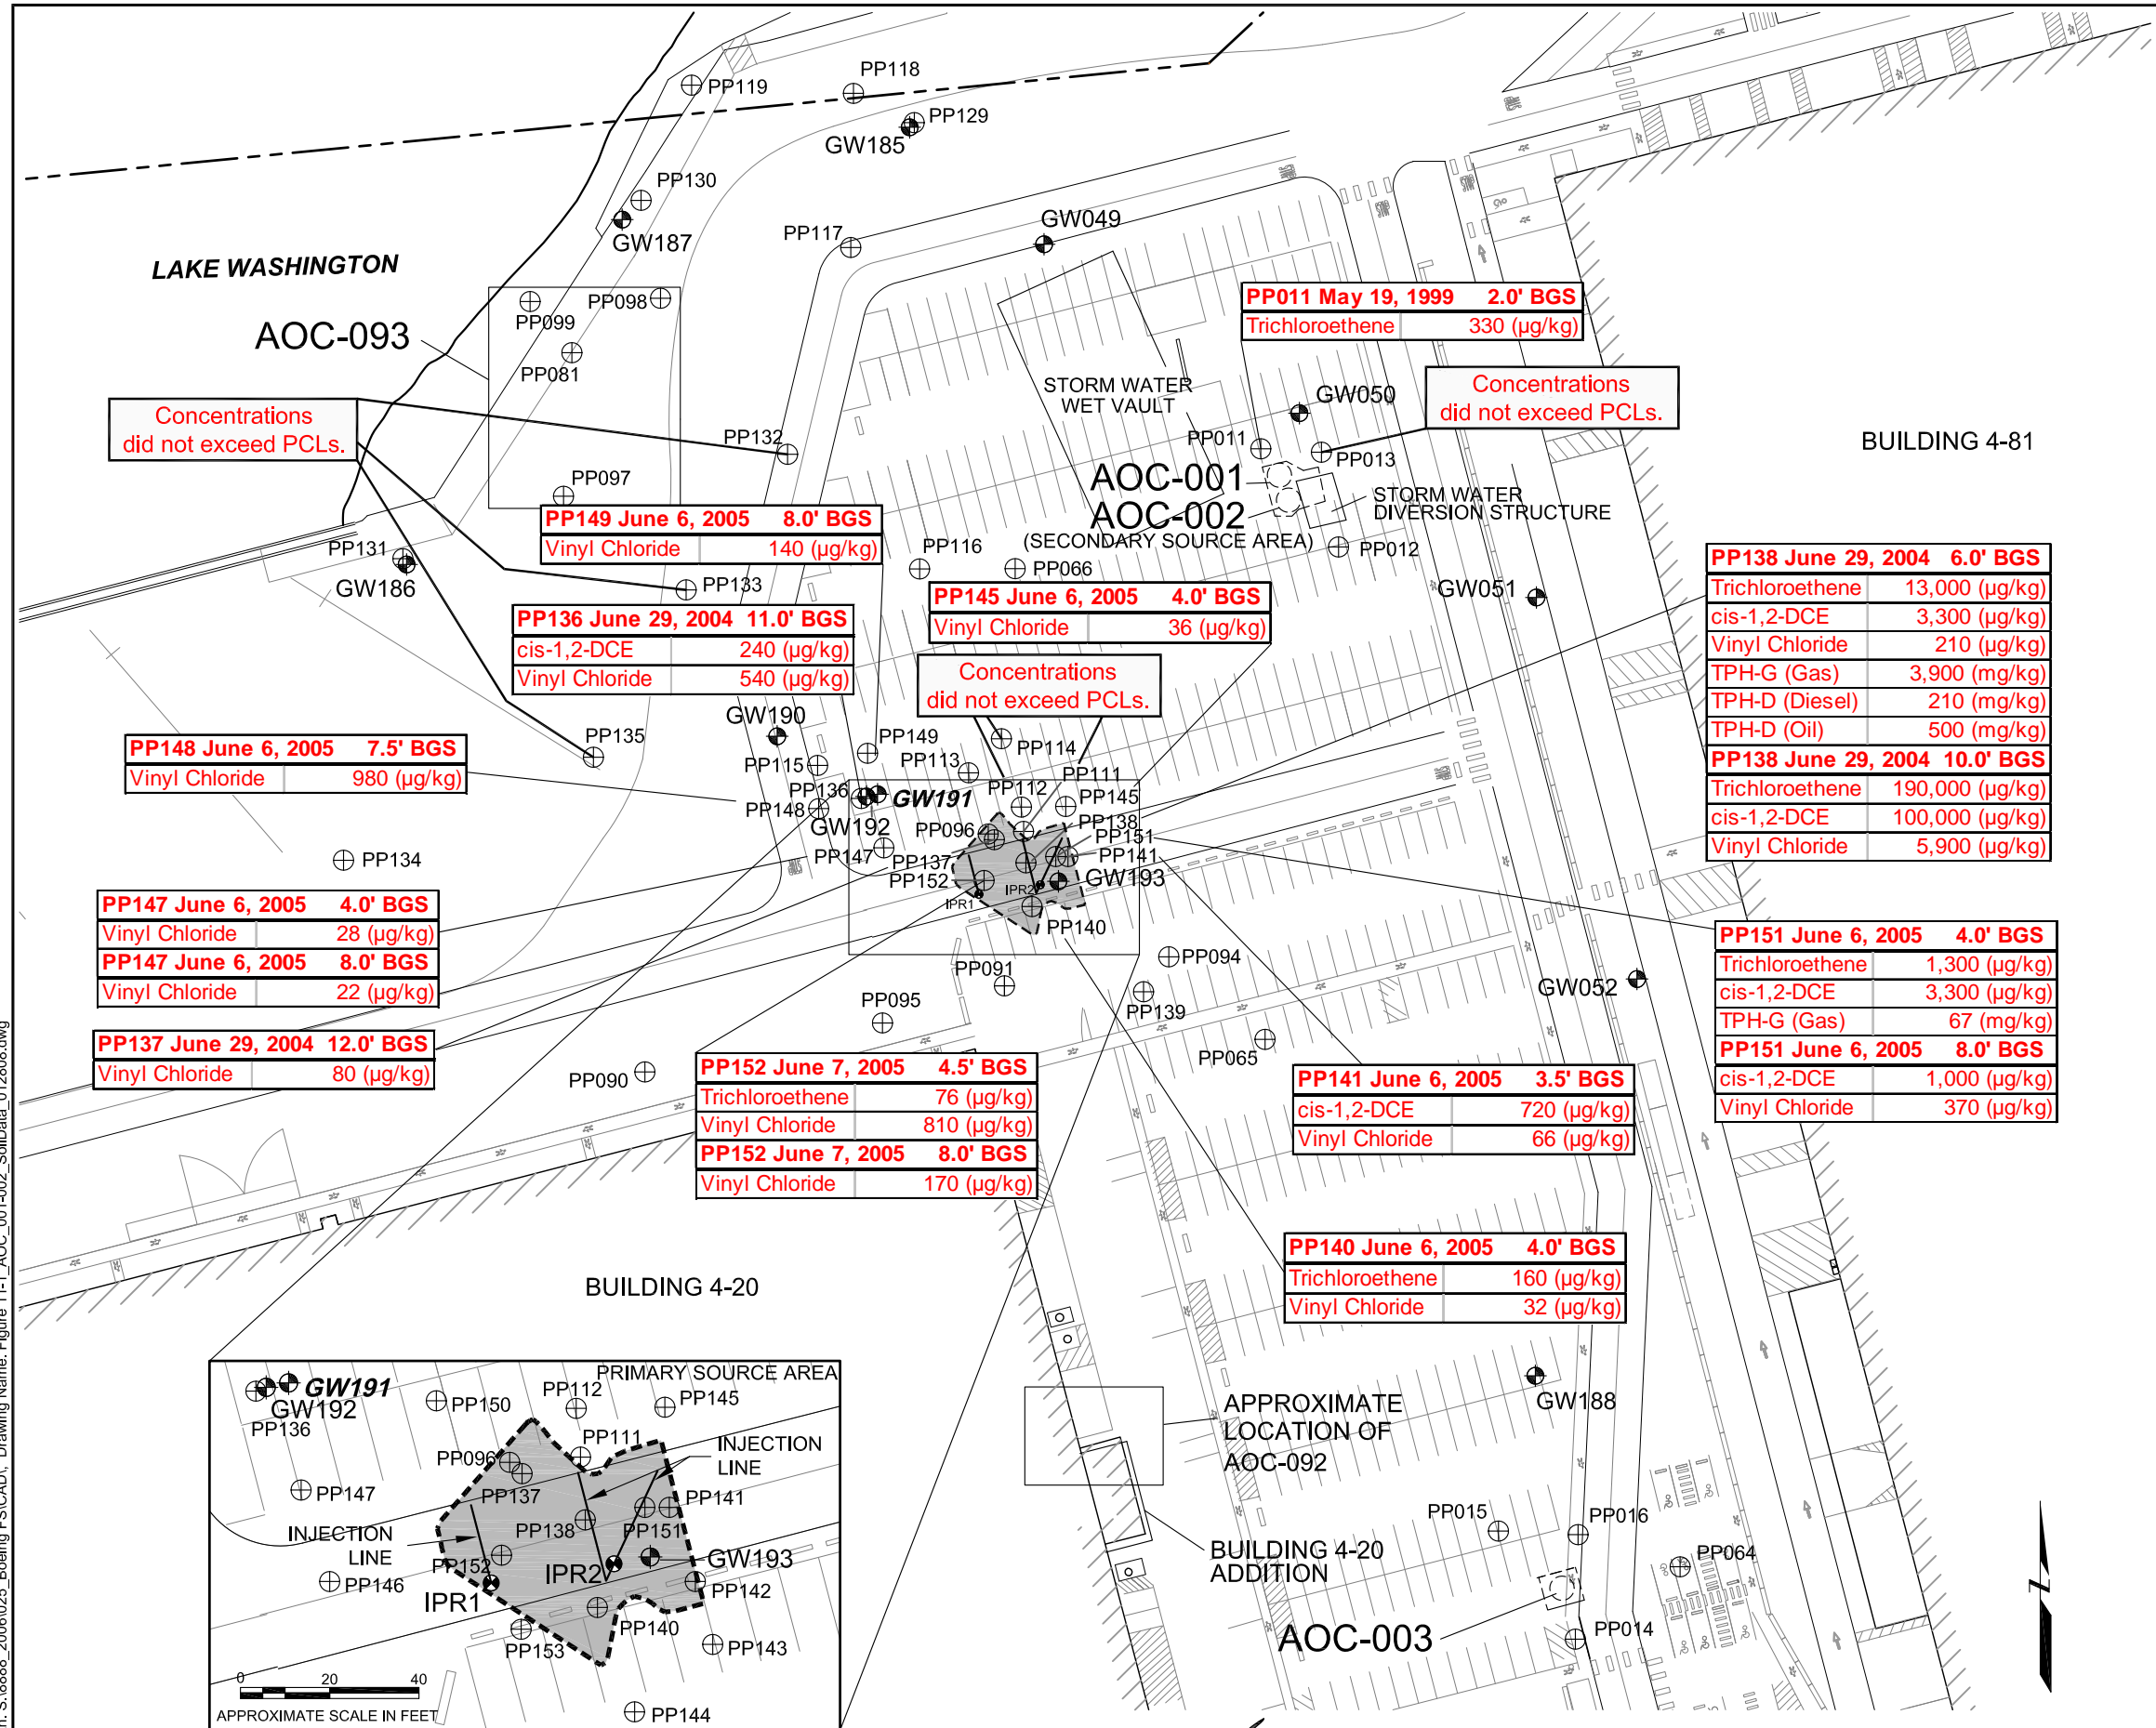 PP119
PP118
PP129
GW185
PP130
GW187
PP117
GW049
LAKE WASHINGTON
AOC-093
PP099
PP098
PP081
PP097
PP011 May 19, 1999 2.0' BGS
Trichloroethene 330 (µg/kg)
STORM WATER
WET VAULT
GW050
Concentrations
did not exceed PCLs.
Concentrations
did not exceed PCLs.
PP132
PP011
PP013
BUILDING 4-81
AOC-001
AOC-002
(SECONDARY SOURCE AREA)
STORM WATER
DIVERSION STRUCTURE
PP012
PP149 June 6, 2005 8.0' BGS
Vinyl Chloride 140 (µg/kg)
PP131
GW186
PP133
PP116
PP066
GW051
PP136 June 29, 2004 11.0' BGS
cis-1,2-DCE 240 (µg/kg)
Vinyl Chloride 540 (µg/kg)
PP145 June 6, 2005 4.0' BGS
Vinyl Chloride 36 (µg/kg)
Concentrations
did not exceed PCLs.
PP138 June 29, 2004 6.0' BGS
Trichloroethene 13,000 (µg/kg)
cis-1,2-DCE 3,300 (µg/kg)
Vinyl Chloride 210 (µg/kg)
TPH-G (Gas) 3,900 (mg/kg)
TPH-D (Diesel) 210 (mg/kg)
TPH-D (Oil) 500 (mg/kg)
PP138 June 29, 2004 10.0' BGS
Trichloroethene 190,000 (µg/kg)
cis-1,2-DCE 100,000 (µg/kg)
Vinyl Chloride 5,900 (µg/kg)
PP148 June 6, 2005 7.5' BGS
Vinyl Chloride 980 (µg/kg)
PP135
GW190
PP149
PP114
PP115
PP113
PP111
PP136
GW191
PP112
PP145
PP148
GW192
PP096
PP138
PP151
PP147
PP137
PP141
PP152
IPR2
GW193
IPR1
PP140
PP134
PP147 June 6, 2005 4.0' BGS
Vinyl Chloride 28 (µg/kg)
PP147 June 6, 2005 8.0' BGS
Vinyl Chloride 22 (µg/kg)
PP094
PP091
PP139
PP095
PP065
GW052
PP151 June 6, 2005 4.0' BGS
Trichloroethene 1,300 (µg/kg)
cis-1,2-DCE 3,300 (µg/kg)
TPH-G (Gas) 67 (mg/kg)
PP151 June 6, 2005 8.0' BGS
cis-1,2-DCE 1,000 (µg/kg)
Vinyl Chloride 370 (µg/kg)
PP137 June 29, 2004 12.0' BGS
Vinyl Chloride 80 (µg/kg)
PP090
PP152 June 7, 2005 4.5' BGS
Trichloroethene 76 (µg/kg)
Vinyl Chloride 810 (µg/kg)
PP152 June 7, 2005 8.0' BGS
Vinyl Chloride 170 (µg/kg)
PP141 June 6, 2005 3.5' BGS
cis-1,2-DCE 720 (µg/kg)
Vinyl Chloride 66 (µg/kg)
PP140 June 6, 2005 4.0' BGS
Trichloroethene 160 (µg/kg)
Vinyl Chloride 32 (µg/kg)
BUILDING 4-20
PRIMARY SOURCE AREA
GW191
GW192
PP136
PP150
PP112
PP145
PP111
INJECTION
LINE
PP096
PP137
PP147
PP138
PP141
PP151
INJECTION
LINE
PP152
IPR2
GW193
PP146
IPR1
PP142
PP140
PP153
PP143
PP144
0 20 40
APPROXIMATE SCALE IN FEET
APPROXIMATE
LOCATION OF
AOC-092
GW188
PP015
PP016
BUILDING 4-20
ADDITION
PP064
AOC-003
PP014
Z